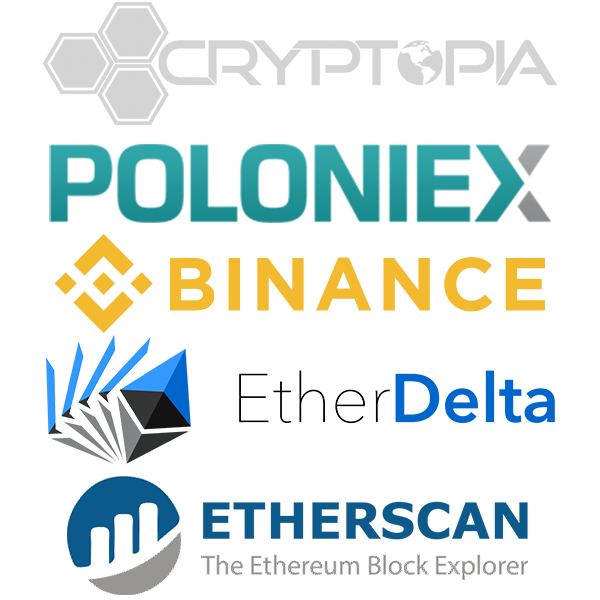 CRYPTOPIA
POLONIEX
BINANCE
EtherDelta
ETHERSCAN
The Ethereum Block Explorer